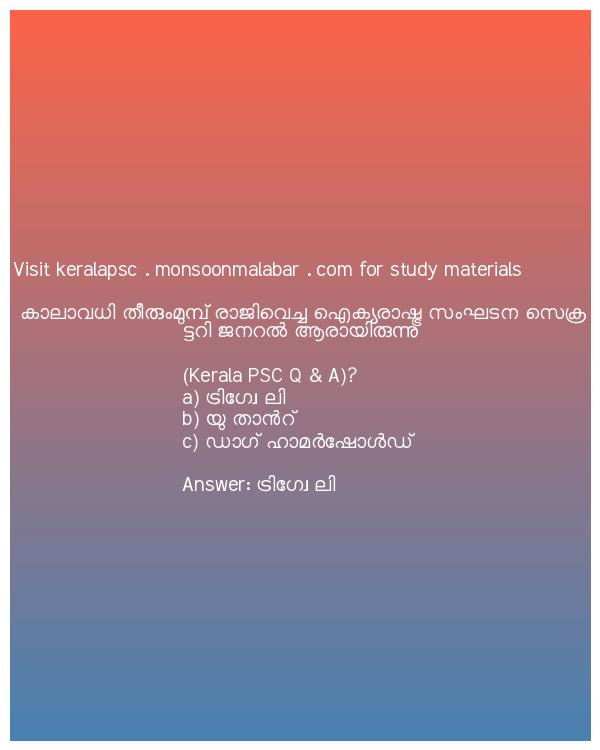 Visit keralapsc . monsoonmalabar . com for study materials
കാലാവധി തീരുംമുമ്പ് രാജിവെച്ച ഐക്യരാഷ്ട്ര സംഘടന സെക്ര
ട്ടറി ജനറൽ ആരായിരുന്നു
(Kerala PSC Q & A)?
a) ട്രിഗ്വേ ലി
b) യു താൻറ്
c) ഡാഗ് ഹാമർഷോൾഡ്
Answer: ട്രിഗ്വേ ലി